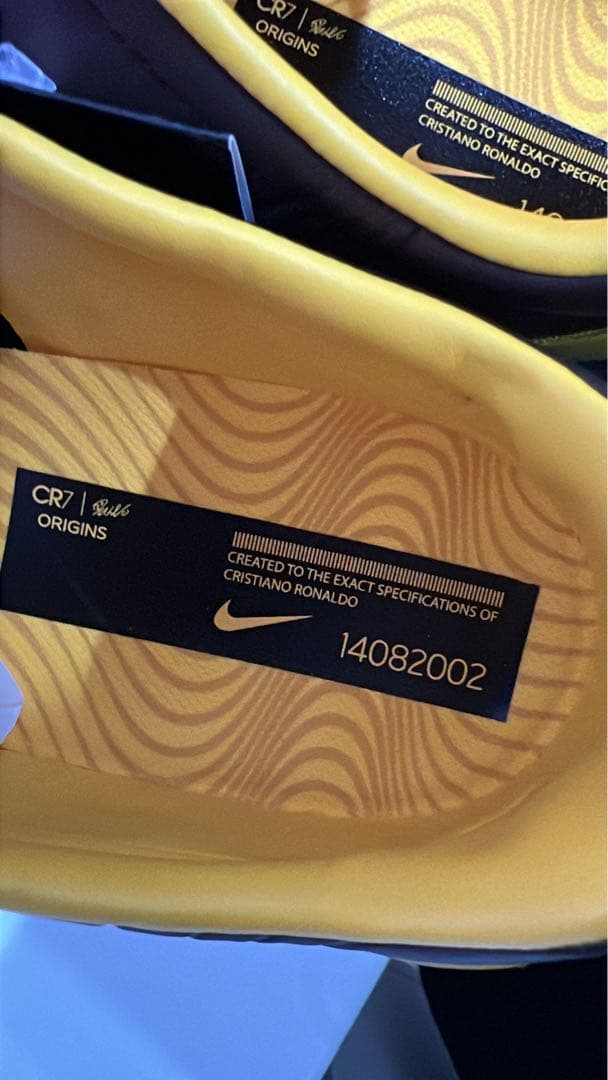 CR7
ORIGINS
CREATED TO THE EXACT SPECIFIC
CRISTIANO RONALDO
CR7
ORIGINS
CREATED TO THE EXACT SPECIFICATIONS OF
CRISTIANO RONALDO
14082002